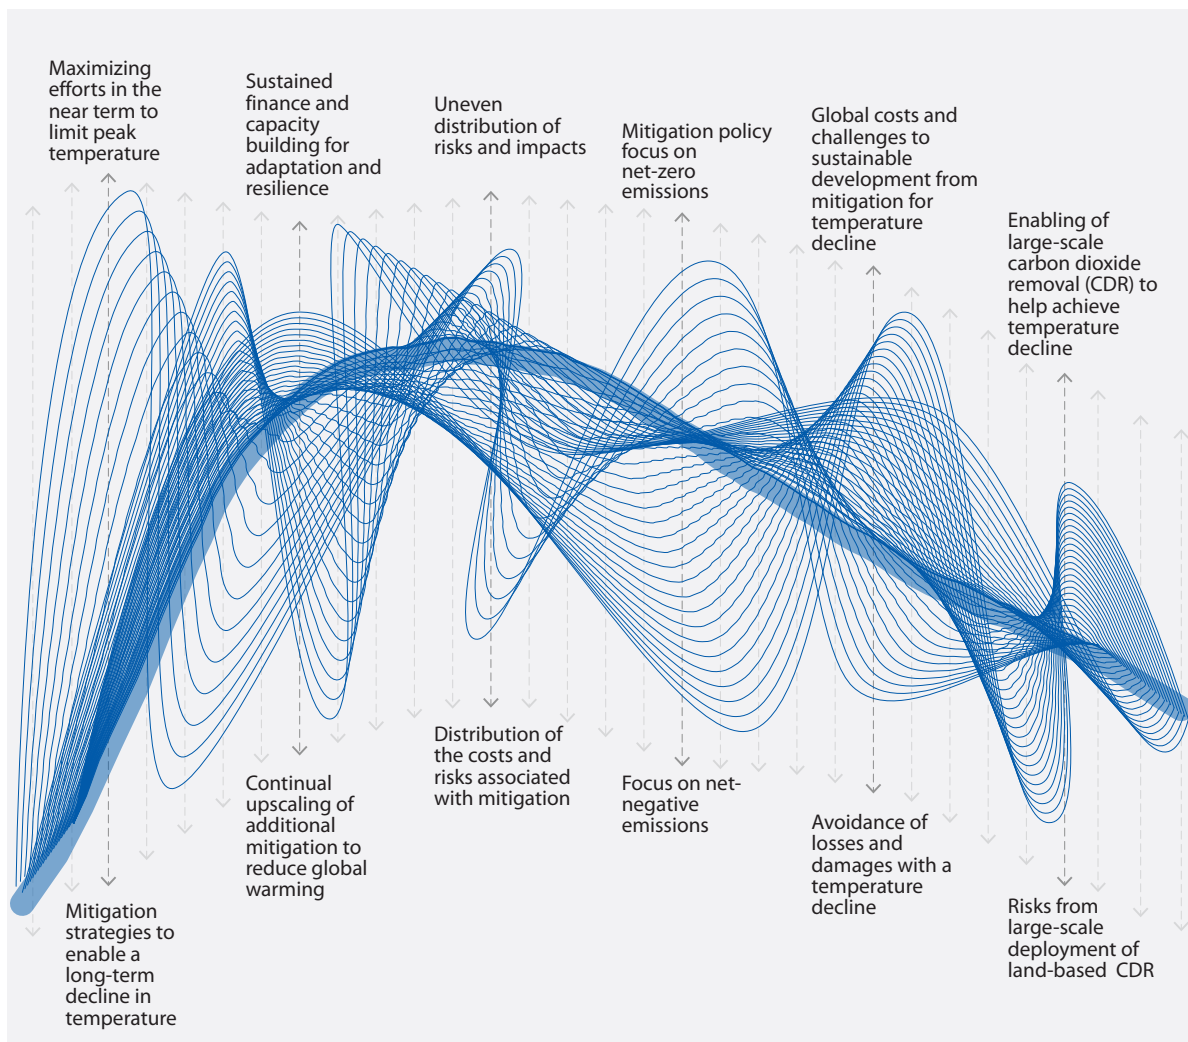 Maximizing
efforts in the
near term to
limit peak
temperature
Sustained
finance and
capacity
building for
adaptation and
resilience
Uneven
distribution of
risks and impacts
Mitigation policy
focus on
net-zero
emissions
Global costs and
challenges to
sustainable
development from
mitigation for
temperature
decline
Enabling of
large-scale
carbon dioxide
removal (CDR) to
help achieve
temperature
decline
Mitigation
strategies to
enable a
long-term
decline in
temperature
Continual
upscaling of
additional
mitigation to
reduce global
warming
Distribution of
the costs and
risks associated
with mitigation
Focus on net-
negative
emissions
Avoidance of
losses and
damages with a
temperature
decline
Risks from
large-scale
deployment of
land-based CDR